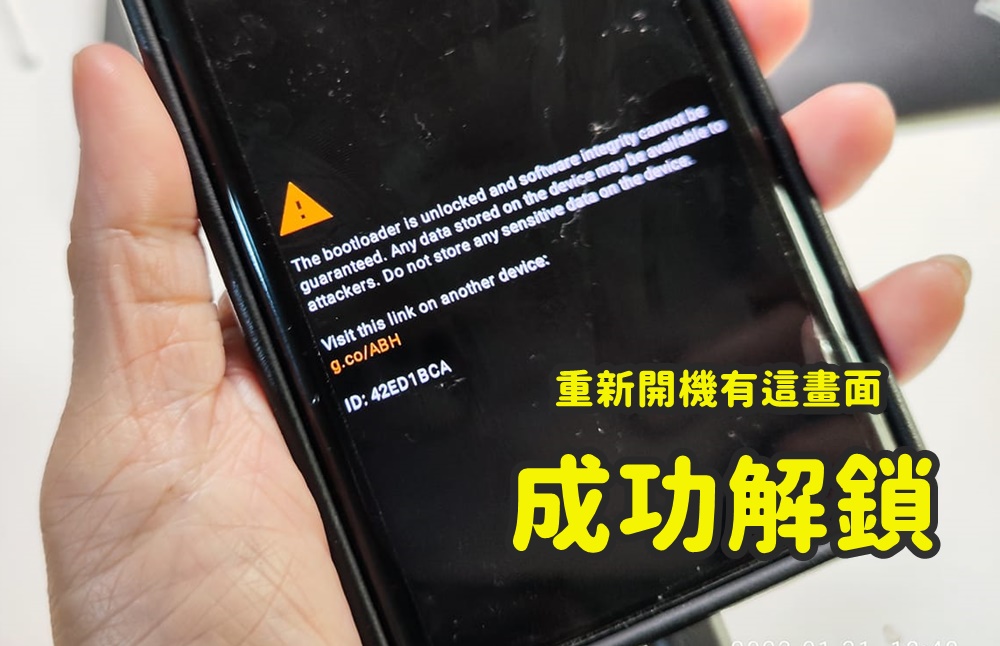 The bootloader is unlocked and software integrity cannot be
guaranteed. Any data stored on the device may be available to
attackers. Do not store any sensitive data on the device.
Visit this link on another device:
g.co/ABH
ID: 42ED1BCA
重新開機有這畫面
成功解鎖